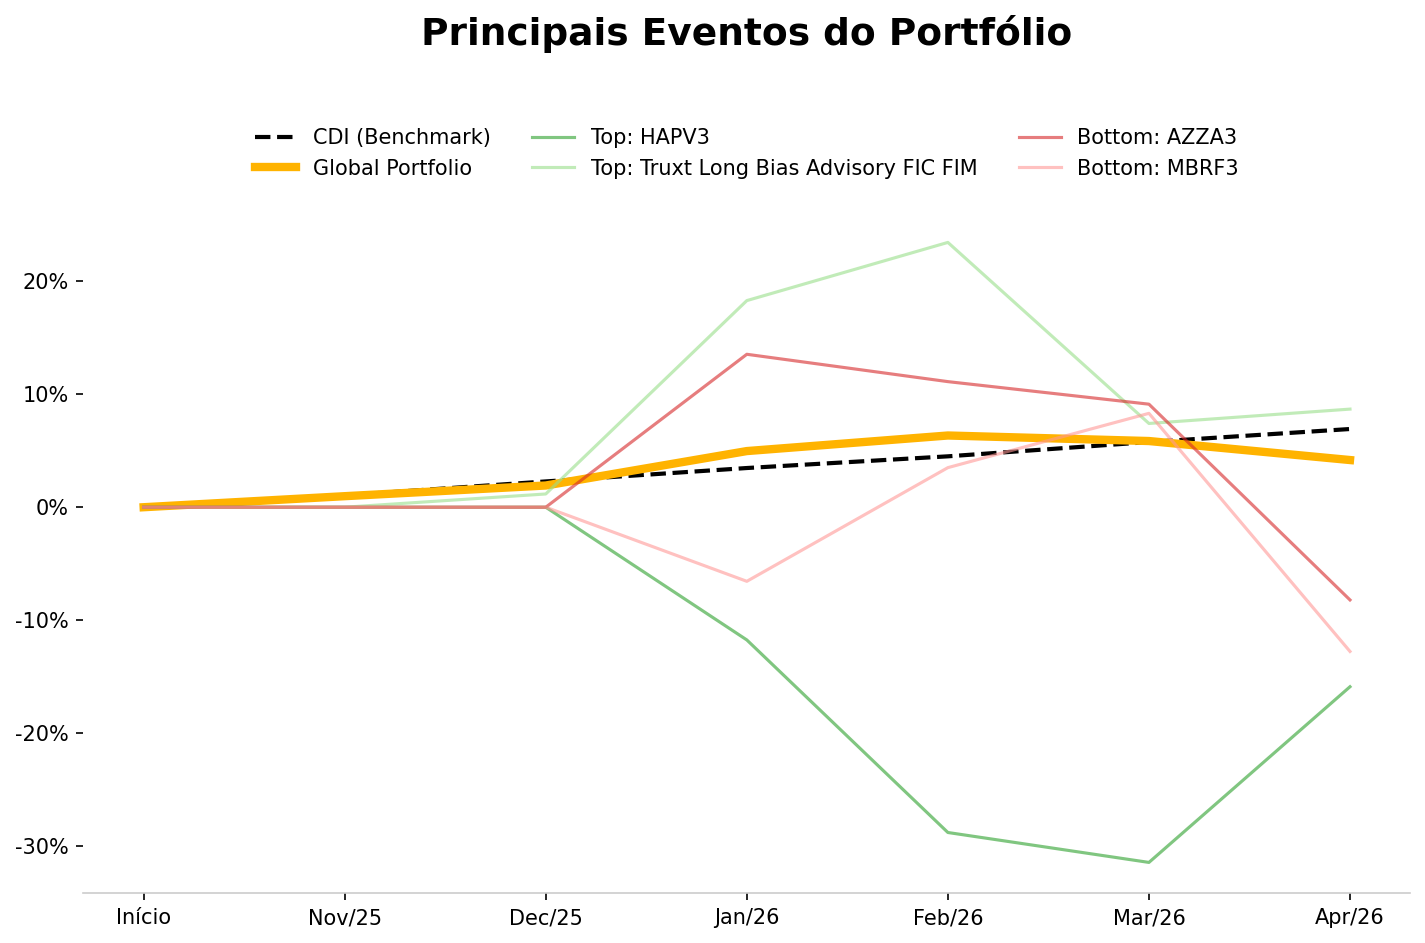 Principais Eventos do Portfólio
CDI (Benchmark)
Global Portfolio
Top: HAPV3
Top: Truxt Long Bias Advisory FIC FIM
Bottom: AZZA3
Bottom: MBRF3
20%
10%
0%
-10%
-20%
-30%
Início Nov/25 Dec/25 Jan/26 Feb/26 Mar/26 Apr/26